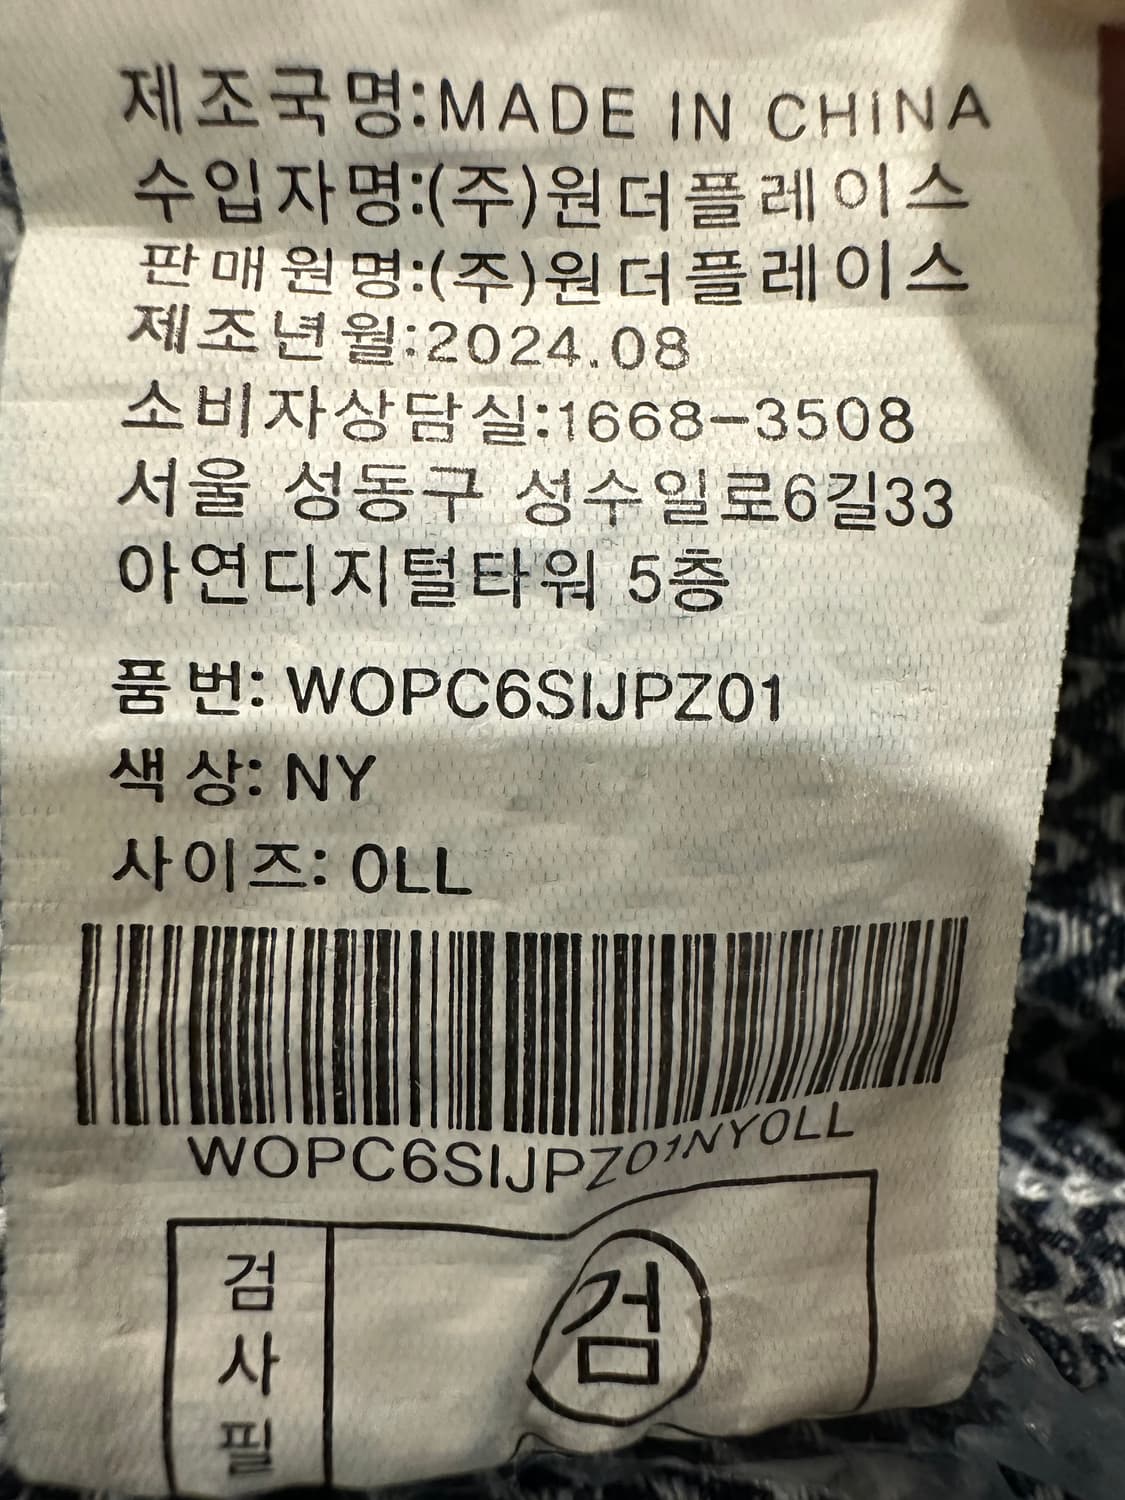 제조국명:MADE IN CHINA
수입자명:(주)원더플레이스
판매원명:(주)원더플레이스
제조년월:2024.08
소비자상담실:1668-3508
서울 성동구 성수일로6길33
아연디지털타워 5층
품번: WOPC6SIJPZ01
색상: NY
사이즈: 0LL
WOPC6SIJPZ01NY0LL
검사필
검